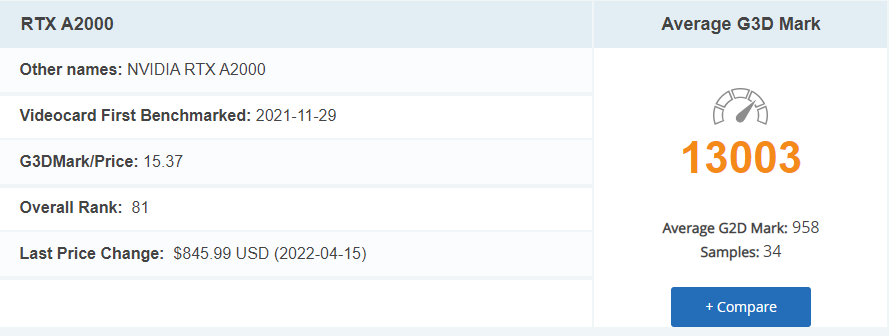 RTX A2000
Other names: NVIDIA RTX A2000
Videocard First Benchmarked: 2021-11-29
G3DMark/Price: 15.37
Overall Rank: 81
Last Price Change: $845.99 USD (2022-04-15)
Average G3D Mark
13003
Average G2D Mark: 958
Samples: 34
+ Compare